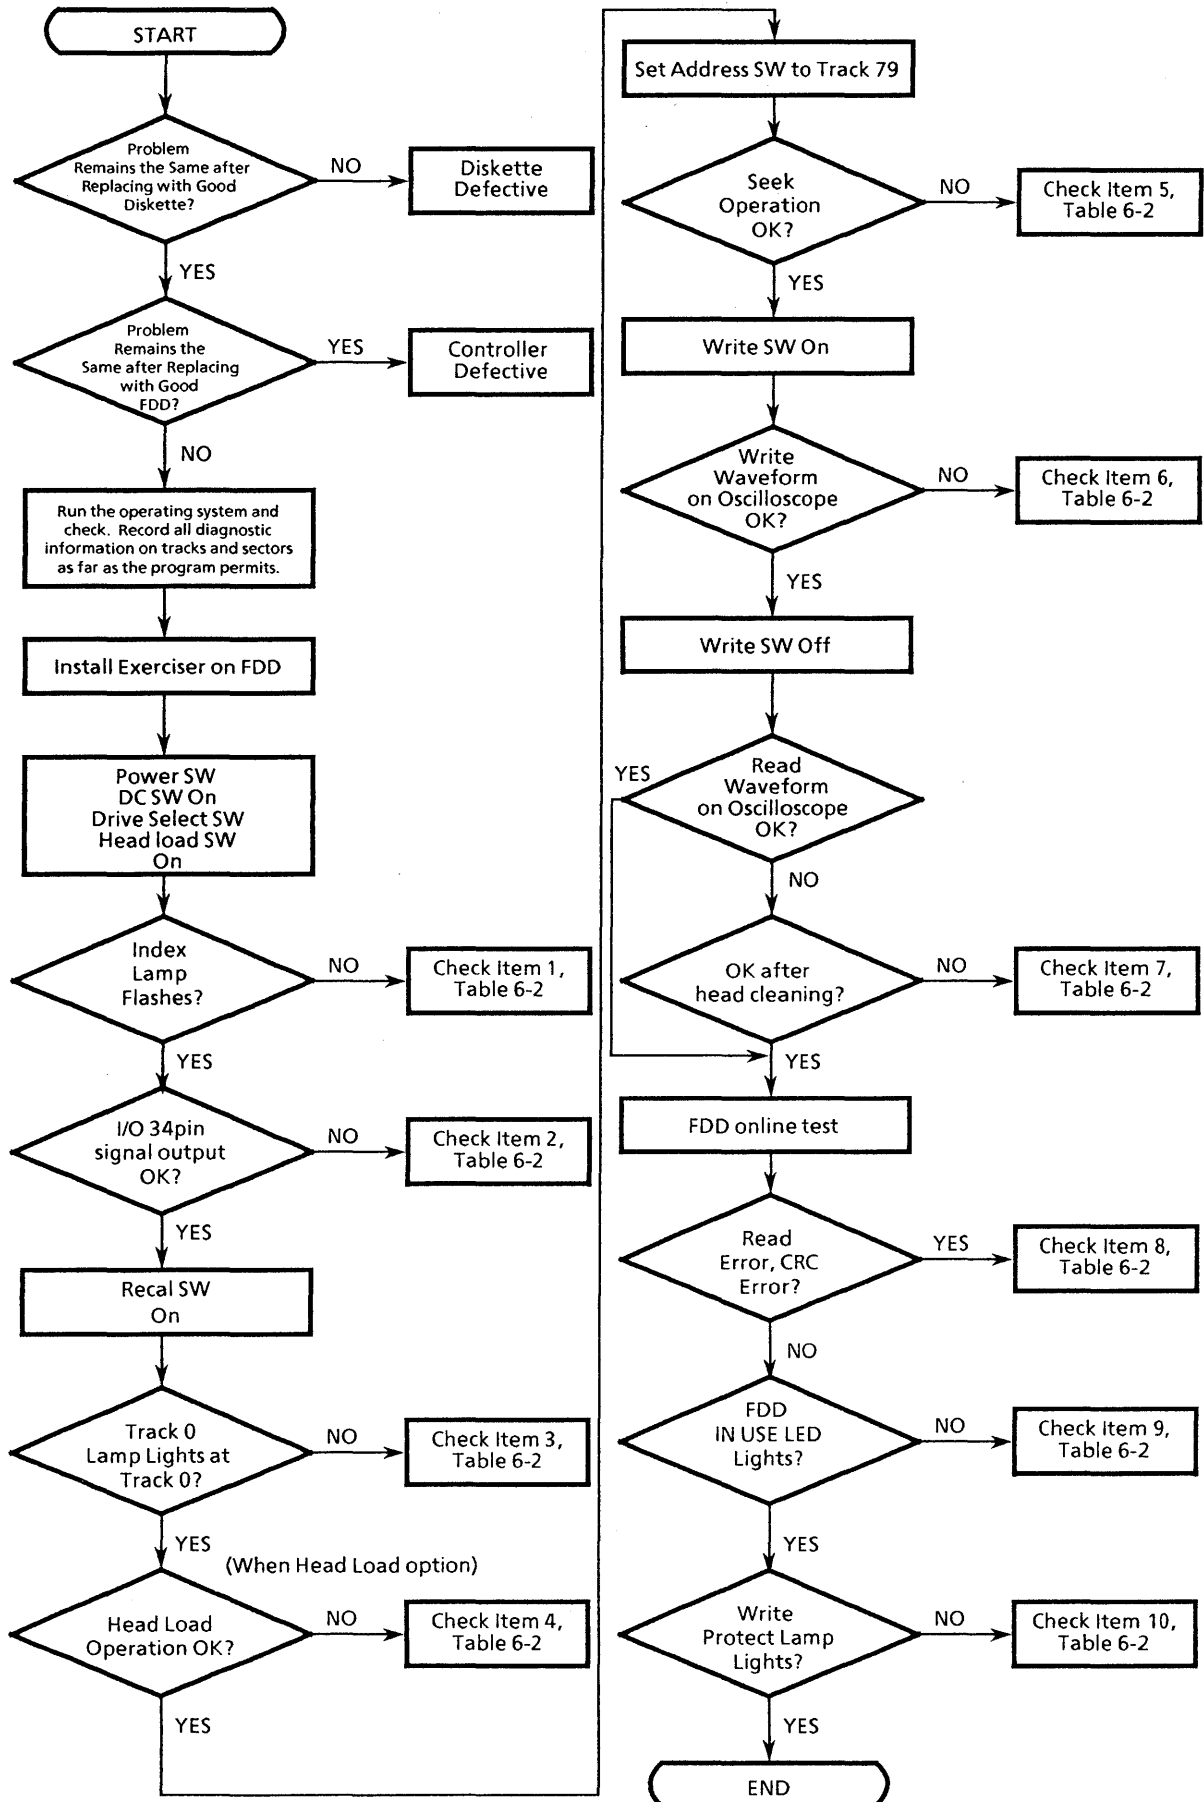 START
Problem
Remains the Same after
Replacing with Good
Diskette?
NO
Diskette
Defective
YES
Problem
Remains the
Same after Replacing
with Good
FDD?
YES
Controller
Defective
NO
Run the operating system and
check. Record all diagnostic
information on tracks and sectors
as far as the program permits.
Install Exerciser on FDD
Power SW
DC SW On
Drive Select SW
Head load SW
On
Index
Lamp
Flashes?
NO
Check Item 1,
Table 6-2
YES
I/O 34pin
signal output
OK?
NO
Check Item 2,
Table 6-2
YES
Recal SW
On
Track 0
Lamp Lights at
Track 0?
NO
Check Item 3,
Table 6-2
YES
(When Head Load option)
Head Load
Operation OK?
NO
Check Item 4,
Table 6-2
YES
Set Address SW to Track 79
Seek
Operation
OK?
NO
Check Item 5,
Table 6-2
YES
Write SW On
Write
Waveform
on Oscilloscope
OK?
NO
Check Item 6,
Table 6-2
YES
Write SW Off
Read
Waveform
on Oscilloscope
OK?
YES
NO
OK after
head cleaning?
NO
Check Item 7,
Table 6-2
YES
FDD online test
Read
Error, CRC
Error?
YES
Check Item 8,
Table 6-2
NO
FDD
IN USE LED
Lights?
NO
Check Item 9,
Table 6-2
YES
Write
Protect Lamp
Lights?
NO
Check Item 10,
Table 6-2
YES
END